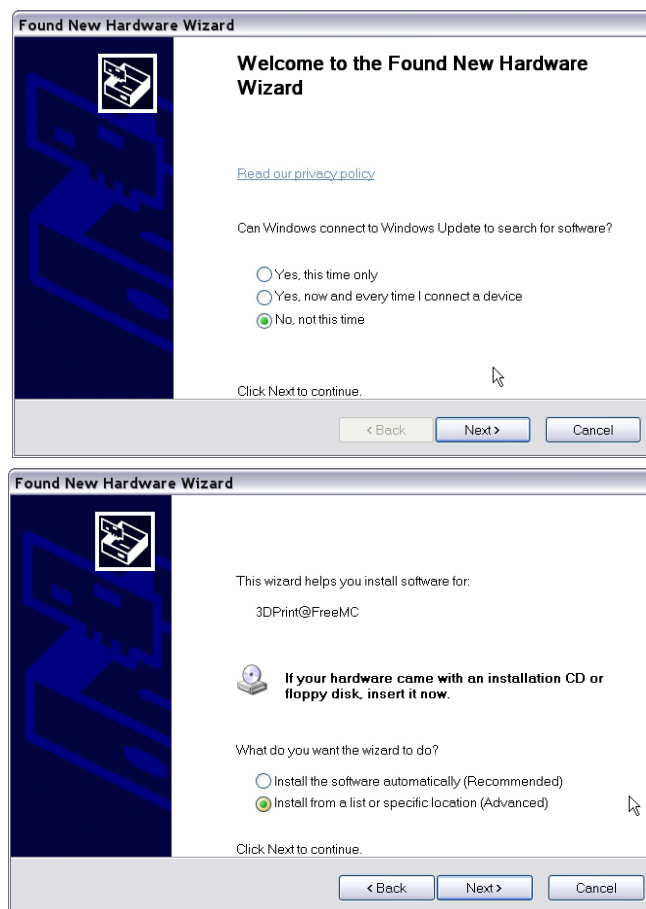 Found New Hardware Wizard
Welcome to the Found New Hardware
Wizard
Read our privacy policy
Can Windows connect to Windows Update to search for software?
Yes, this time only
Yes, now and every time I connect a device
No, not this time
Click Next to continue.
< Back
Next >
Cancel
Found New Hardware Wizard
This wizard helps you install software for:
3DPrint@FreeMC
If your hardware came with an installation CD or
floppy disk, insert it now.
What do you want the wizard to do?
Install the software automatically (Recommended)
Install from a list or specific location (Advanced)
Click Next to continue.
< Back
Next >
Cancel